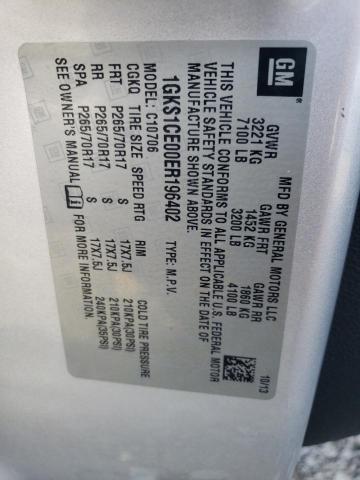 GM
MFD BY GENERAL MOTORS LLC
10/13
GVWR GAWR FRT GAWR RR
3221 KG 1452 KG 1860 KG
7100 LB 3200 LB 4100 LB
THIS VEHICLE CONFORMS TO ALL APPLICABLE U.S. FEDERAL MOTOR
VEHICLE SAFETY STANDARDS IN EFFECT ON THE DATE OF
MANUFACTURE SHOWN ABOVE.
1GKS1CE00ER196402 TYPE: M.P.V.
MODEL: C10706
CGKQ TIRE SIZE SPEED RTG RIM COLD TIRE PRESSURE
FRT P265/70R17 S 17X7.5J 210KPA(30PSI)
RR P265/70R17 S 17X7.5J 210KPA(30PSI)
SPA P265/70R17 S 17X7.5J 240KPA(35PSI)
SEE OWNER'S MANUAL FOR MORE INFORMATION.